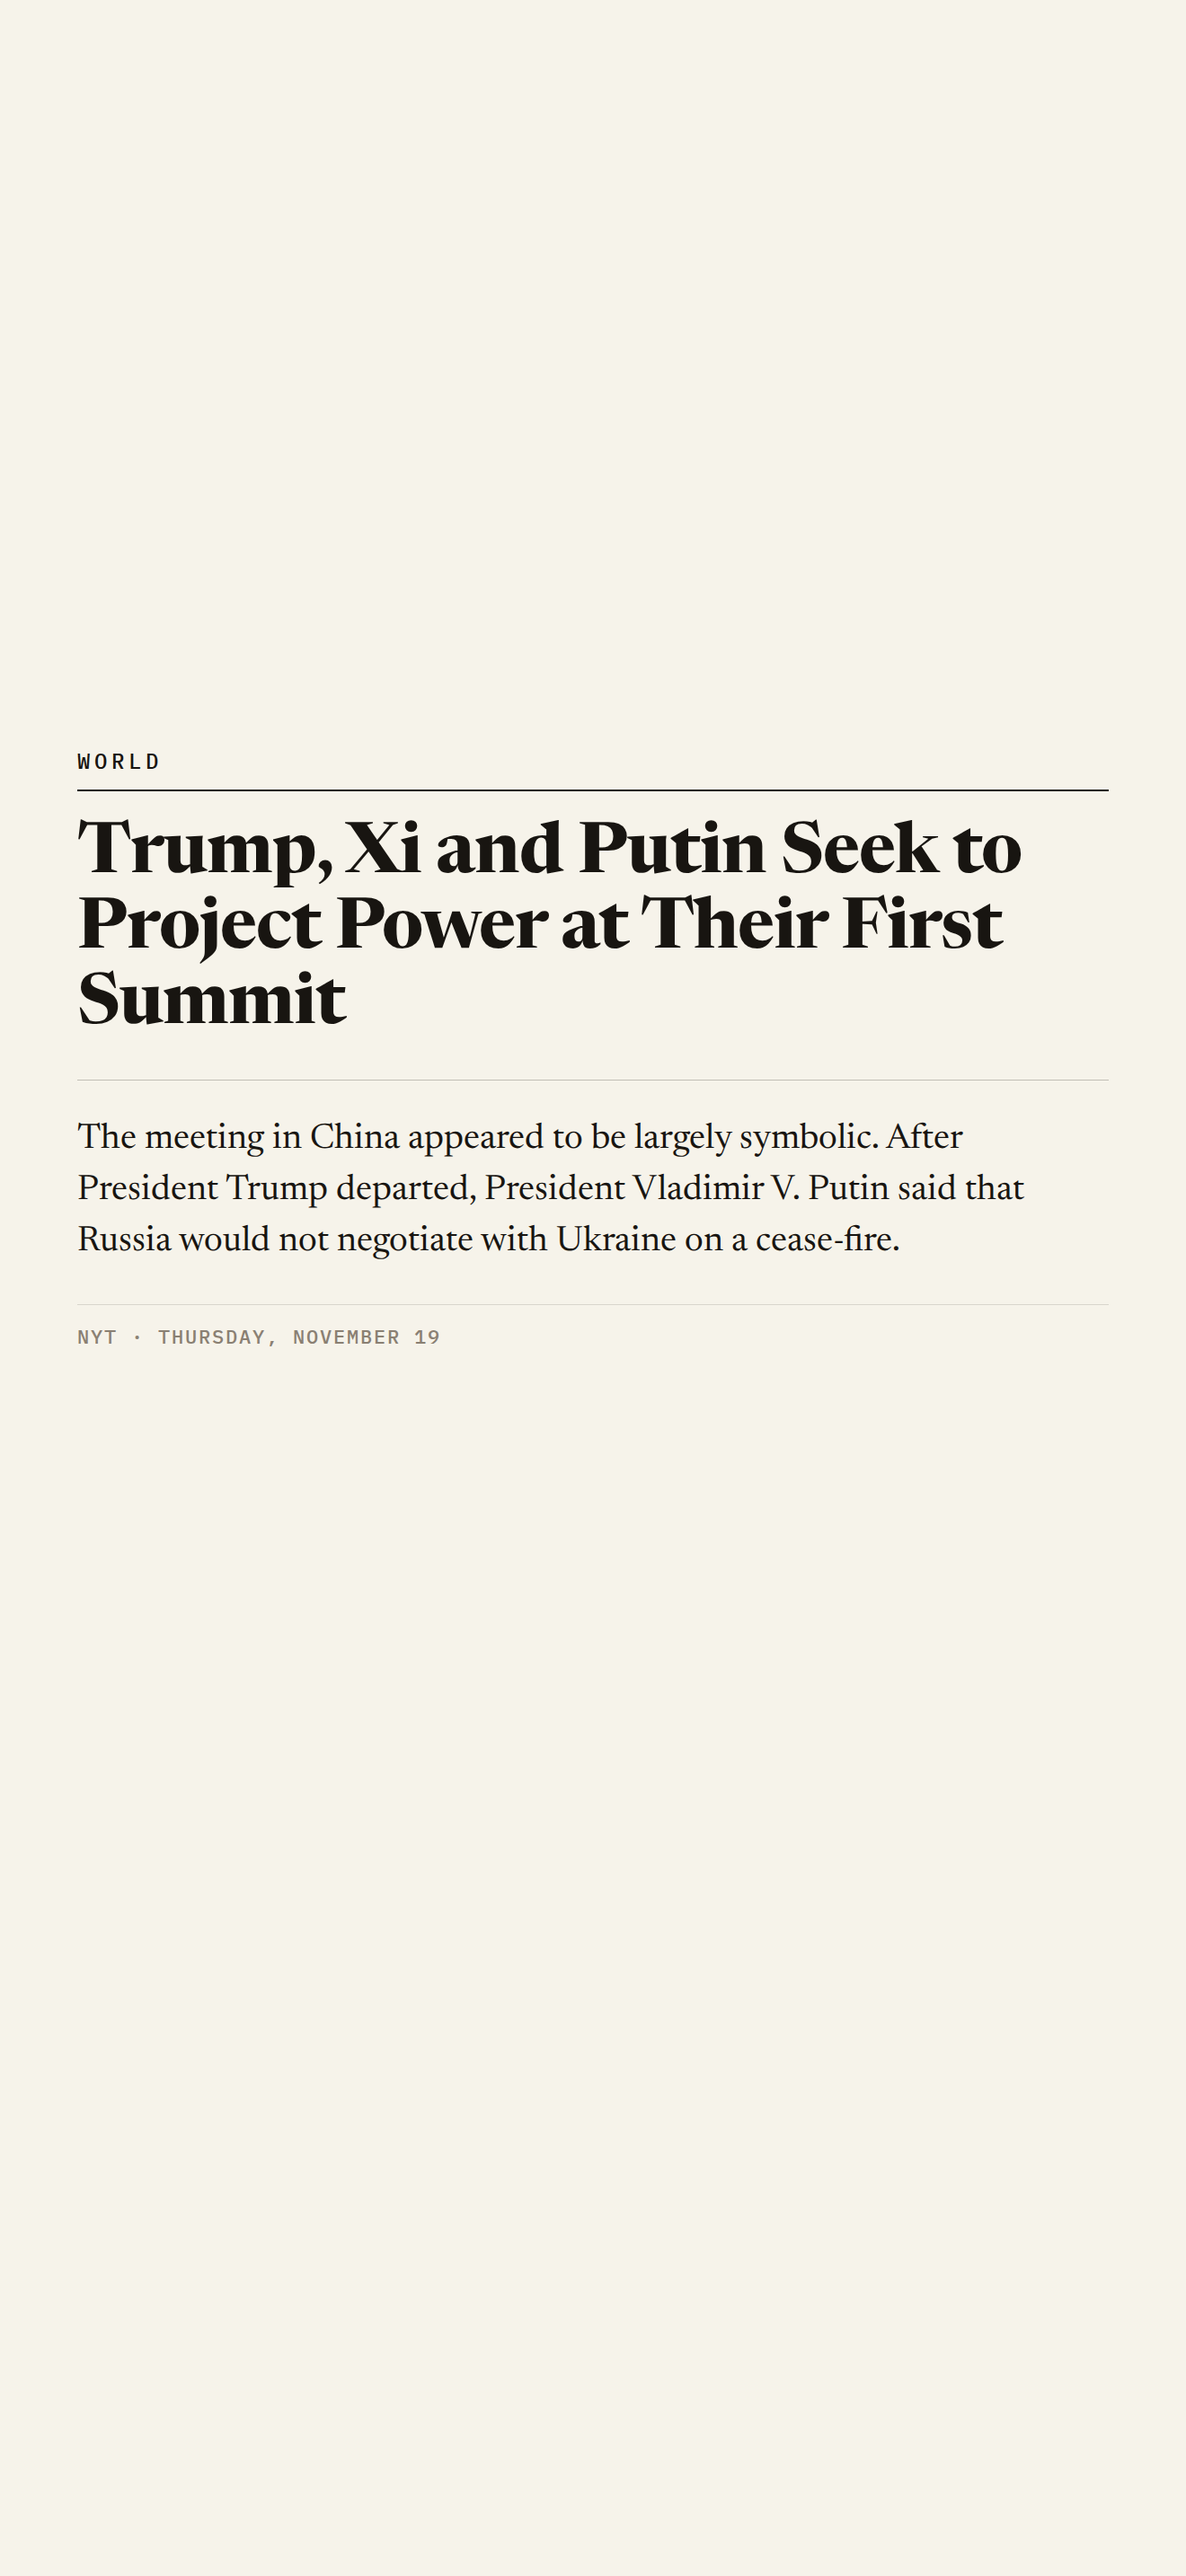 WORLD
Trump, Xi and Putin Seek to
Project Power at Their First
Summit
The meeting in China appeared to be largely symbolic. After
President Trump departed, President Vladimir V. Putin said that
Russia would not negotiate with Ukraine on a cease-fire.
NYT · THURSDAY, NOVEMBER 19